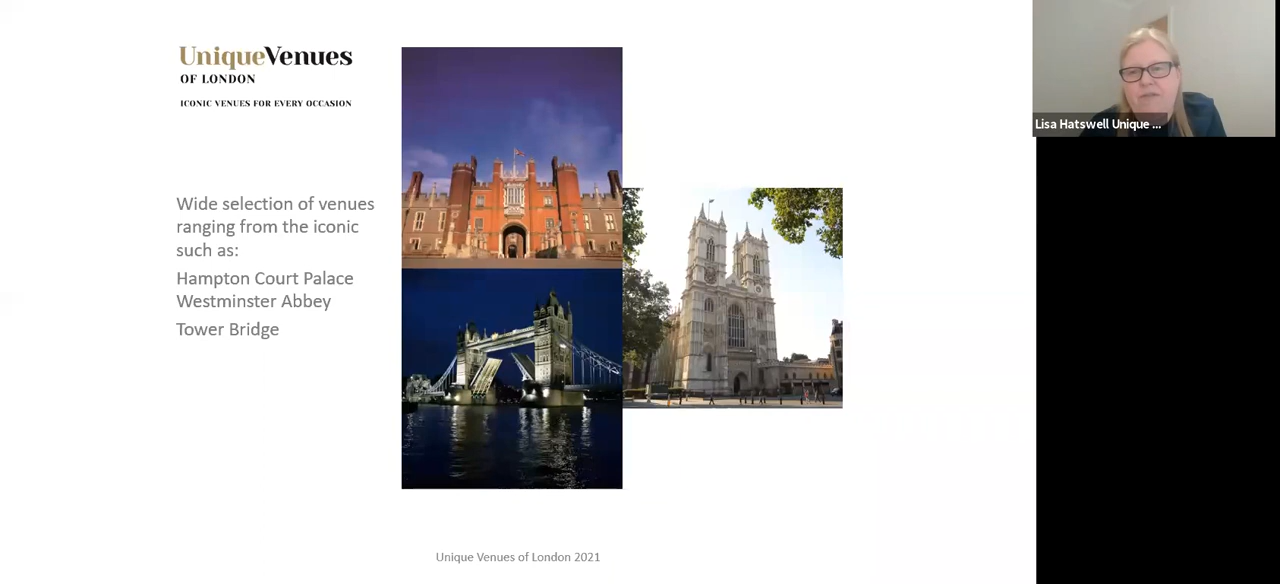 UniqueVenues
OF LONDON
ICONIC VENUES FOR EVERY OCCASION
Wide selection of venues
ranging from the iconic
such as:
Hampton Court Palace
Westminster Abbey
Tower Bridge
Unique Venues of London 2021
Lisa Hatswell Unique ...